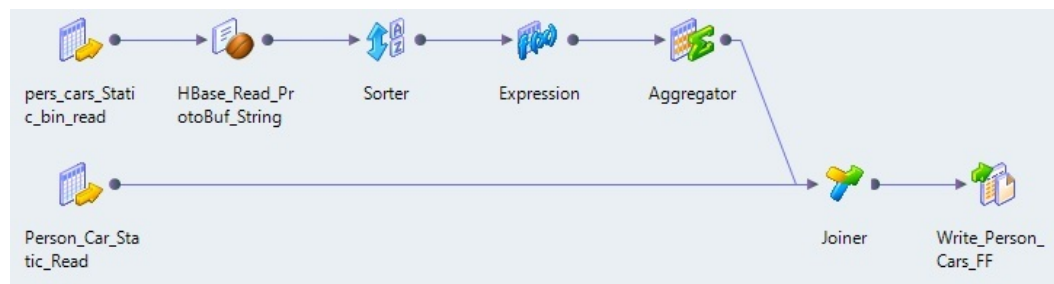 pers_cars_Stati
c_bin_read
HBase_Read_Pr
otoBuf_String
Sorter
Expression
Aggregator
Person_Car_Sta
tic_Read
Joiner
Write_Person_
Cars_FF